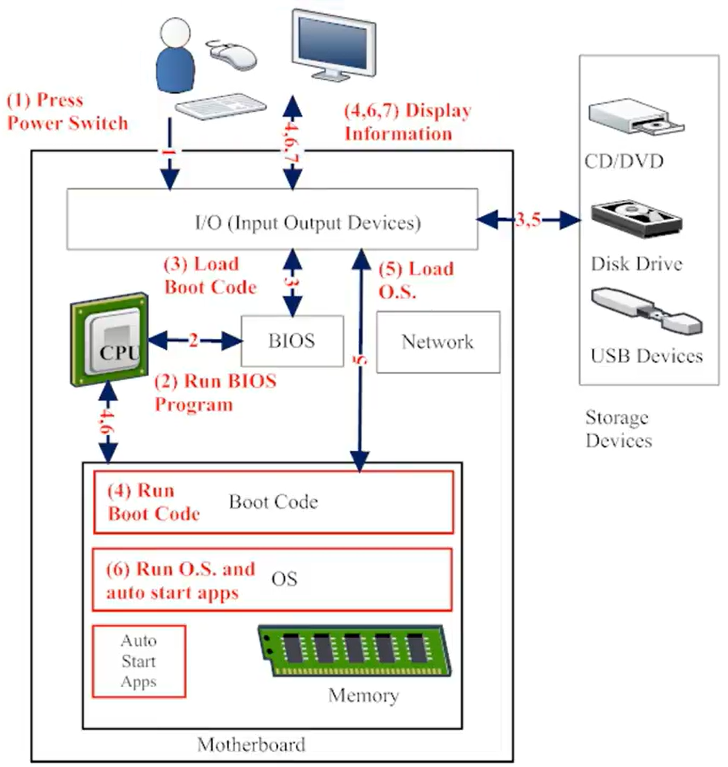 (1) Press
Power Switch
(4,6,7) Display
Information
1
4,6,7
I/O (Input Output Devices)
3,5
CD/DVD
Disk Drive
USB Devices
Storage
Devices
(3) Load
Boot Code
3
(5) Load
O.S.
CPU
2
BIOS
Network
(2) Run BIOS
Program
5
4,6
(4) Run
Boot Code
Boot Code
(6) Run O.S. and
auto start apps
OS
Auto
Start
Apps
Memory
Motherboard